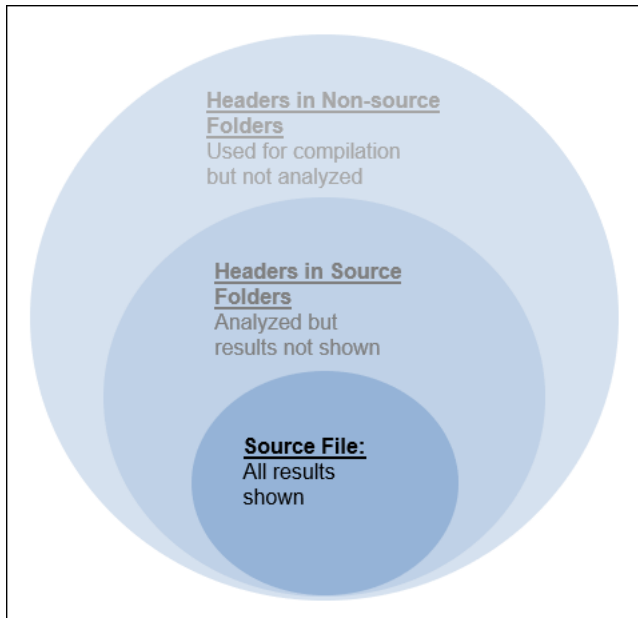 Headers in Non-source
Folders
Used for compilation
but not analyzed
Headers in Source
Folders
Analyzed but
results not shown
Source File:
All results
shown